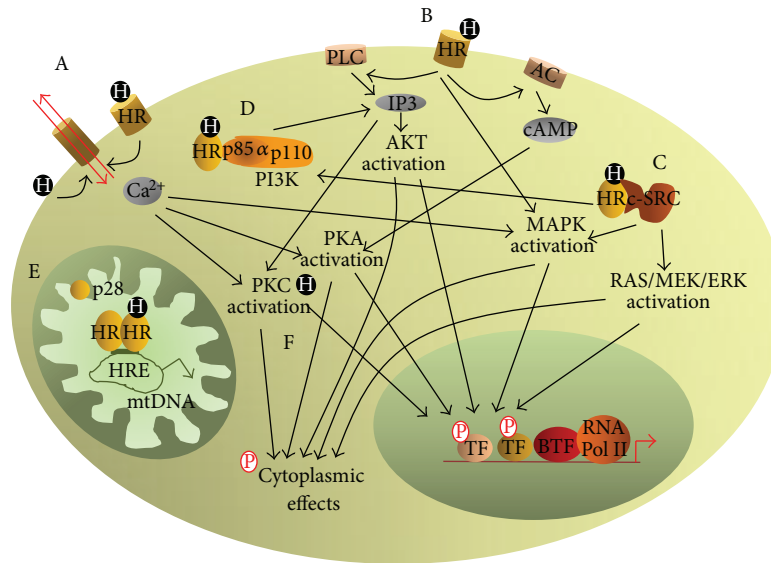 B
H
PLC
HR
A
AC
H
HR
D
IP3
cAMP
H
AKT
activation
HR p85α p110
PI3K
C
H
H
Ca2+
HR c-SRC
MAPK
activation
PKA
activation
E
p28
PKC
activation
H
RAS/MEK/ERK
activation
H
HR HR
F
HRE
mtDNA
P
P
RNA
Pol II
TF
TF
BTF
P
Cytoplasmic
effects